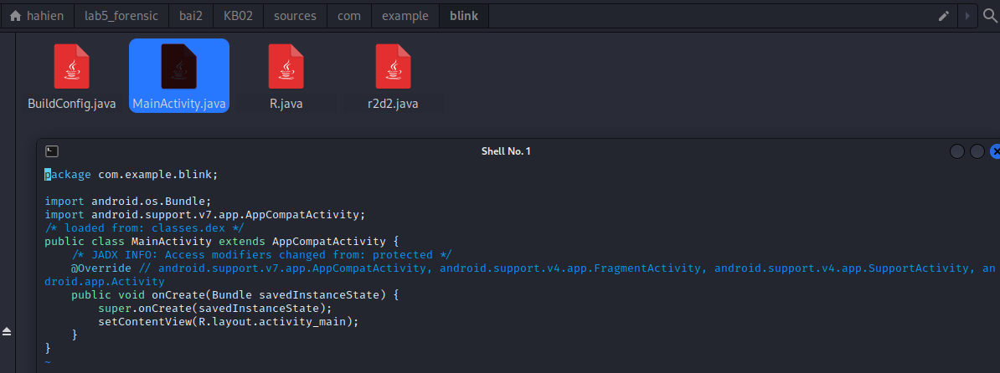 hahien lab5_forensic bai2 KB02 sources com example blink
BuildConfig.java MainActivity.java R.java r2d2.java
Shell No. 1
package com.example.blink;
import android.os.Bundle;
import android.support.v7.app.AppCompatActivity;
/* loaded from: classes.dex */
public class MainActivity extends AppCompatActivity {
    /* JADX INFO: Access modifiers changed from: protected */
    @Override // android.support.v7.app.AppCompatActivity, android.support.v4.app.FragmentActivity, android.support.v4.app.SupportActivity, an
droid.app.Activity
    public void onCreate(Bundle savedInstanceState) {
        super.onCreate(savedInstanceState);
        setContentView(R.layout.activity_main);
    }
}
~